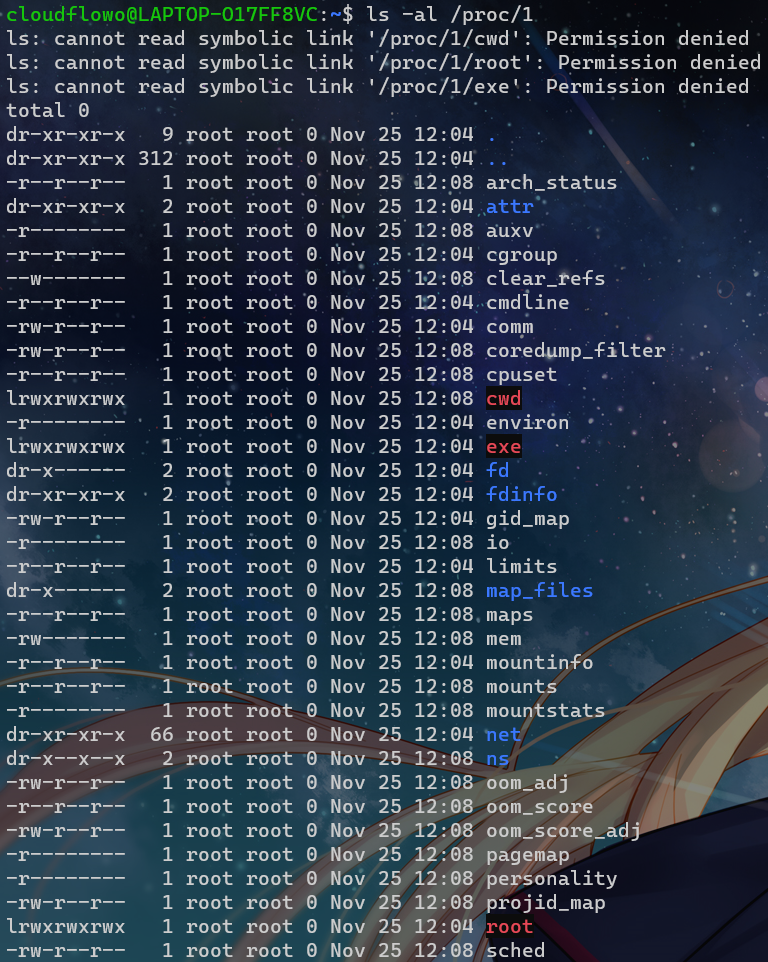 cloudflowo@LAPTOP-O17FF8VC:~$ ls -al /proc/1
ls: cannot read symbolic link '/proc/1/cwd': Permission denied
ls: cannot read symbolic link '/proc/1/root': Permission denied
ls: cannot read symbolic link '/proc/1/exe': Permission denied
total 0
dr-xr-xr-x   9 root root 0 Nov 25 12:04 .
dr-xr-xr-x 312 root root 0 Nov 25 12:04 ..
-r--r--r--   1 root root 0 Nov 25 12:08 arch_status
dr-xr-xr-x   2 root root 0 Nov 25 12:04 attr
-r--------   1 root root 0 Nov 25 12:08 auxv
-r--r--r--   1 root root 0 Nov 25 12:04 cgroup
--w-------   1 root root 0 Nov 25 12:08 clear_refs
-r--r--r--   1 root root 0 Nov 25 12:04 cmdline
-rw-r--r--   1 root root 0 Nov 25 12:04 comm
-rw-r--r--   1 root root 0 Nov 25 12:08 coredump_filter
-r--r--r--   1 root root 0 Nov 25 12:08 cpuset
lrwxrwxrwx   1 root root 0 Nov 25 12:08 cwd
-r--------   1 root root 0 Nov 25 12:04 environ
lrwxrwxrwx   1 root root 0 Nov 25 12:04 exe
dr-x------   2 root root 0 Nov 25 12:04 fd
dr-xr-xr-x   2 root root 0 Nov 25 12:04 fdinfo
-rw-r--r--   1 root root 0 Nov 25 12:04 gid_map
-r--------   1 root root 0 Nov 25 12:08 io
-r--r--r--   1 root root 0 Nov 25 12:04 limits
dr-x------   2 root root 0 Nov 25 12:08 map_files
-r--r--r--   1 root root 0 Nov 25 12:08 maps
-rw-------   1 root root 0 Nov 25 12:08 mem
-r--r--r--   1 root root 0 Nov 25 12:04 mountinfo
-r--r--r--   1 root root 0 Nov 25 12:08 mounts
-r--------   1 root root 0 Nov 25 12:08 mountstats
dr-xr-xr-x  66 root root 0 Nov 25 12:04 net
dr-x--x--x   2 root root 0 Nov 25 12:08 ns
-rw-r--r--   1 root root 0 Nov 25 12:08 oom_adj
-r--r--r--   1 root root 0 Nov 25 12:08 oom_score
-rw-r--r--   1 root root 0 Nov 25 12:08 oom_score_adj
-r--------   1 root root 0 Nov 25 12:08 pagemap
-r--------   1 root root 0 Nov 25 12:08 personality
-rw-r--r--   1 root root 0 Nov 25 12:08 projid_map
lrwxrwxrwx   1 root root 0 Nov 25 12:04 root
-rw-r--r--   1 root root 0 Nov 25 12:08 sched